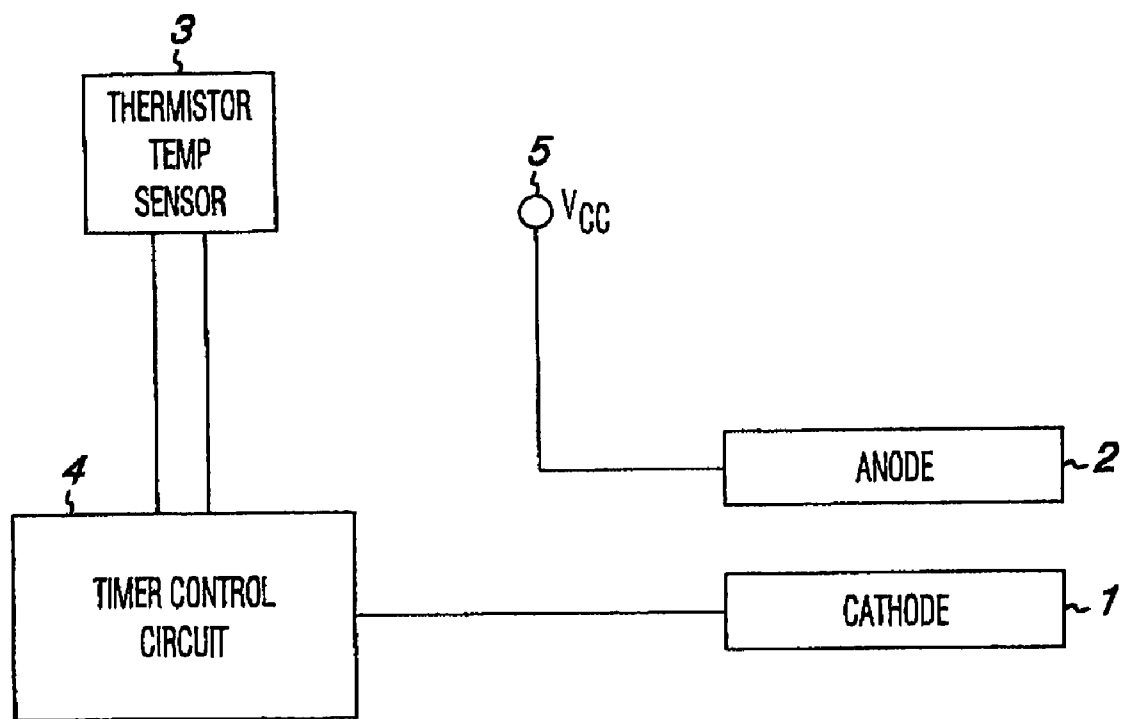 3
THERMISTOR
TEMP
SENSOR
5
VCC
4
TIMER CONTROL
CIRCUIT
ANODE
2
CATHODE
1